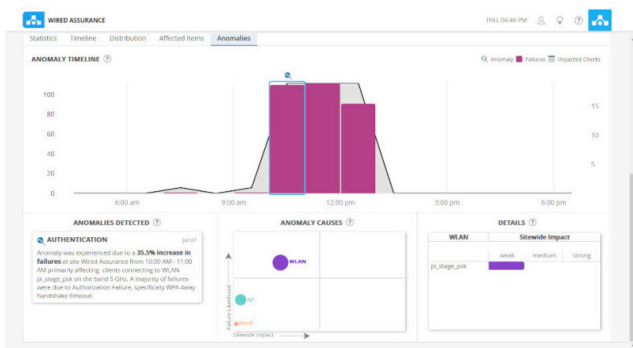 WIRED ASSURANCE
THU, 04:46 PM
Statistics Timeline Distribution Affected Items Anomalies
ANOMALY TIMELINE
Anomaly Failures Impacted Clients
100
80
60
40
20
0
15
10
5
6:00 am 9:00 am 12:00 pm 3:00 pm 6:00 pm
ANOMALIES DETECTED
AUTHENTICATION
Jul 07
Anomaly was experienced due to a 35.5% increase in
failures at site Wired Assurance from 10:00 AM - 11:00
AM primarily affecting clients connecting to WLAN
pi_stage_psk on the band 5 GHz. A majority of failures
were due to Authorization Failure, specifically WPA 4way
handshake timeout.
ANOMALY CAUSES
WLAN
AP
Band
Failure Likelihood
Sitewide Impact
DETAILS
WLAN Sitewide Impact
weak medium strong
pi_stage_psk